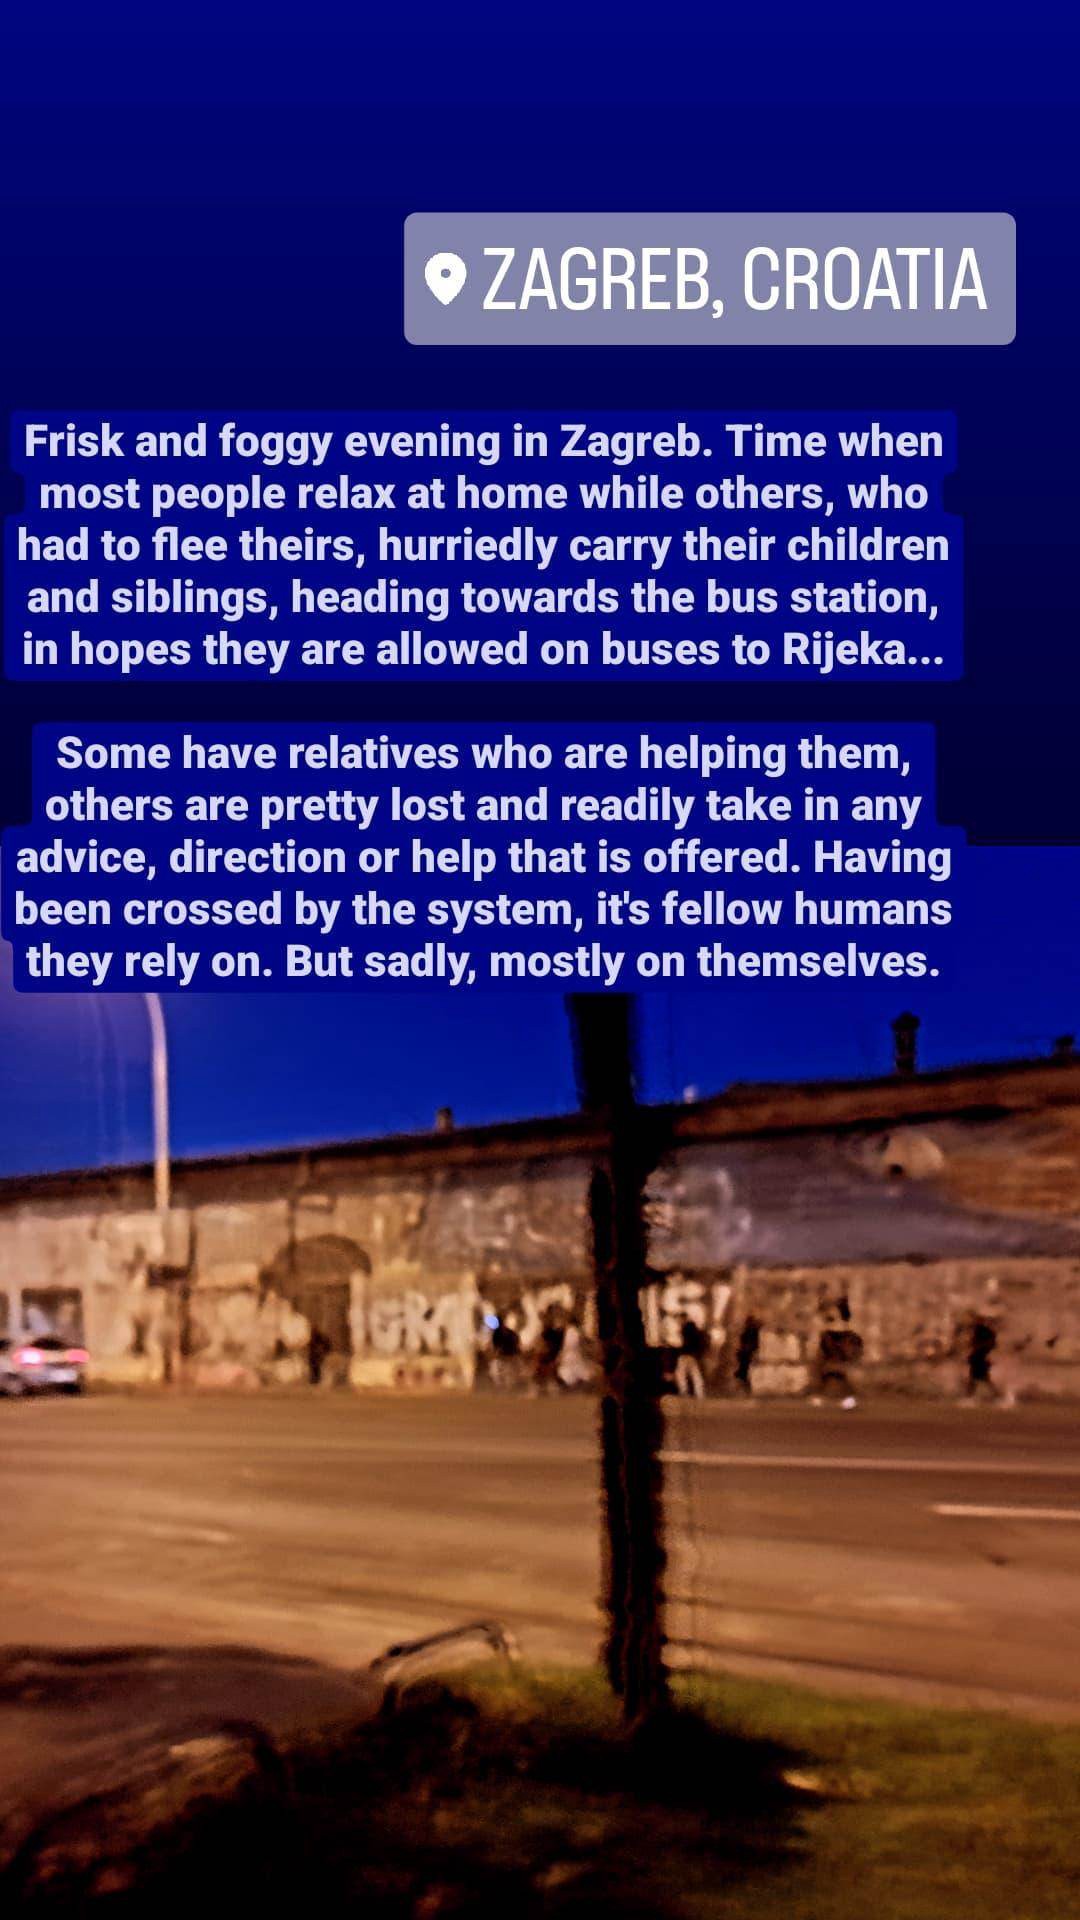 ZAGREB, CROATIA
Frisk and foggy evening in Zagreb. Time when
most people relax at home while others, who
had to flee theirs, hurriedly carry their children
and siblings, heading towards the bus station,
in hopes they are allowed on buses to Rijeka...
Some have relatives who are helping them,
others are pretty lost and readily take in any
advice, direction or help that is offered. Having
been crossed by the system, it's fellow humans
they rely on. But sadly, mostly on themselves.